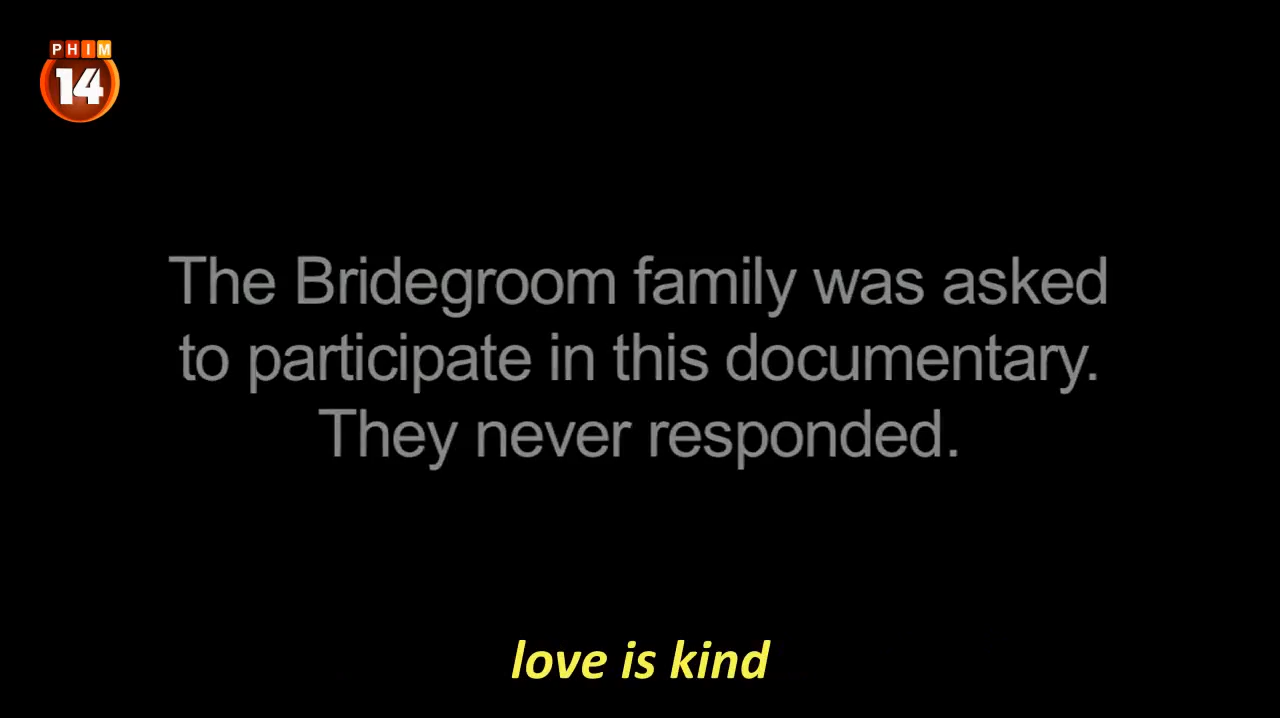 PHIM
14
The Bridegroom family was asked
to participate in this documentary.
They never responded.
love is kind